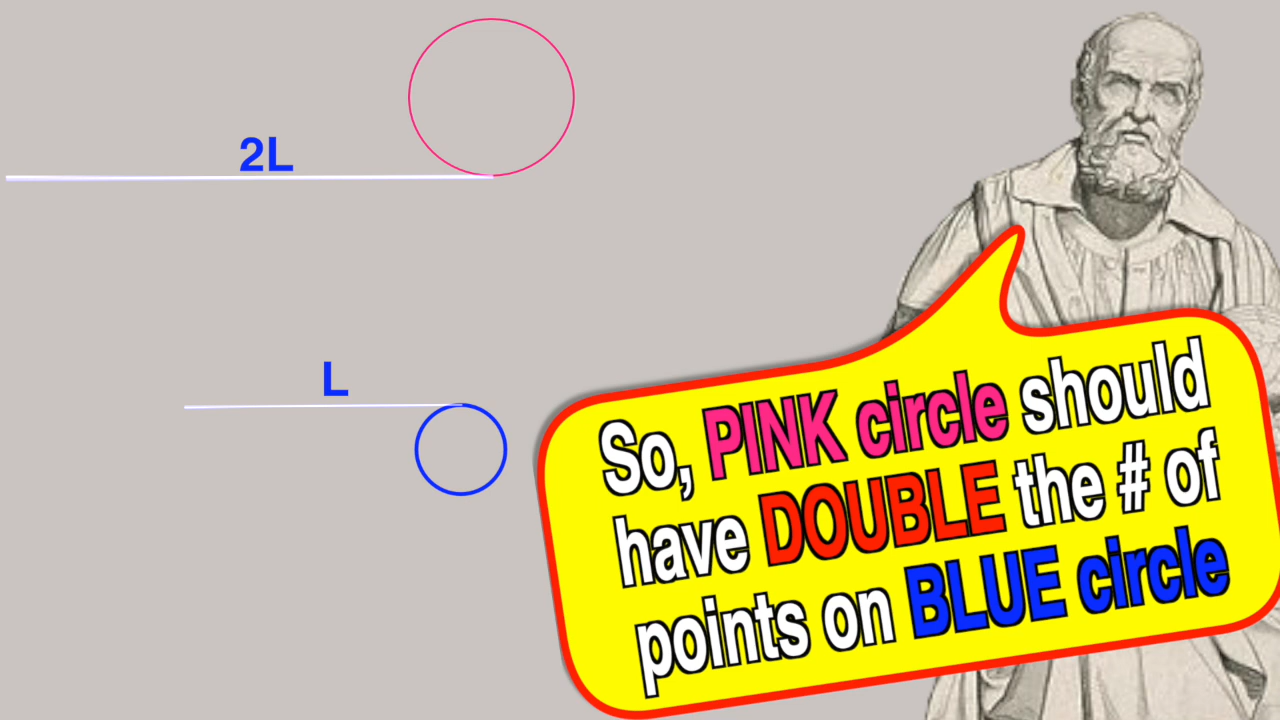 2L
L
So, PINK circle should
have DOUBLE the # of
points on BLUE circle